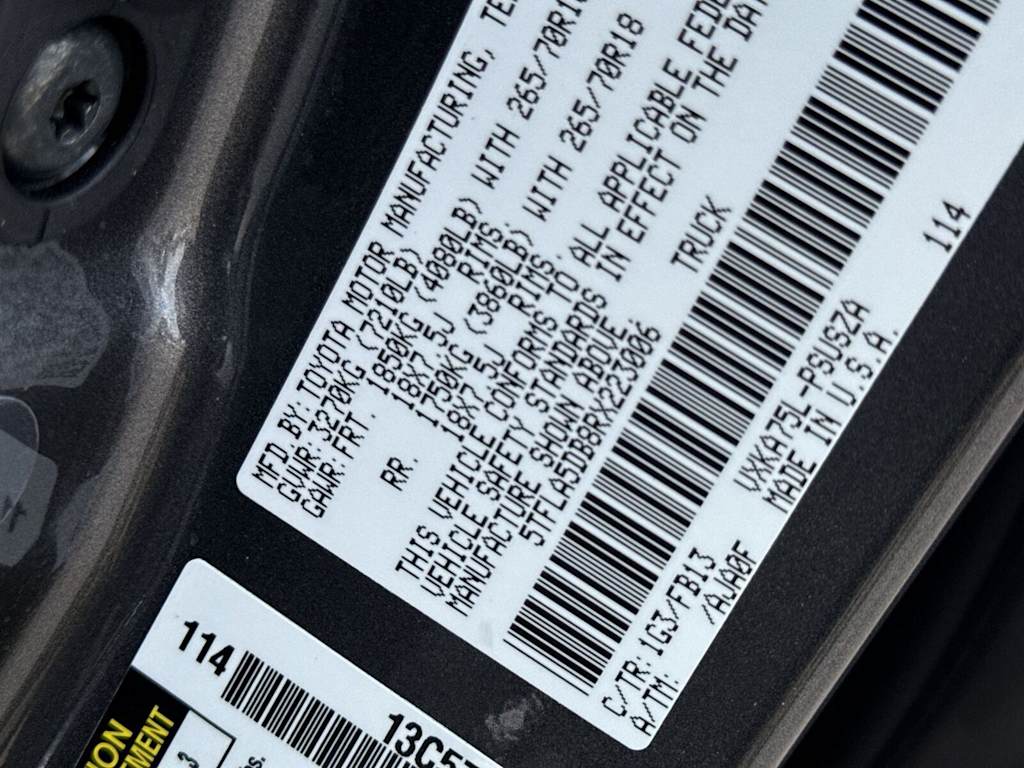 MFD BY: TOYOTA MOTOR MANUFACTURING,
GVWR: 3270KG (7210LB)
GAWR: FRT. 1850KG (4080LB) WITH 265/70R18
18X7.5J RIMS,
RR. 1750KG (3860LB) WITH 265/70R18
18X7.5J RIMS.
THIS VEHICLE CONFORMS TO ALL APPLICABLE
VEHICLE SAFETY STANDARDS IN EFFECT ON THE
MANUFACTURE SHOWN ABOVE.
5TFLA5DB8RX223006 TRUCK
C/TR: 1G3/FB13 VXKA75L-PSUSZA 114
A/TM: /AJA0F MADE IN U.S.A.
114
13C57